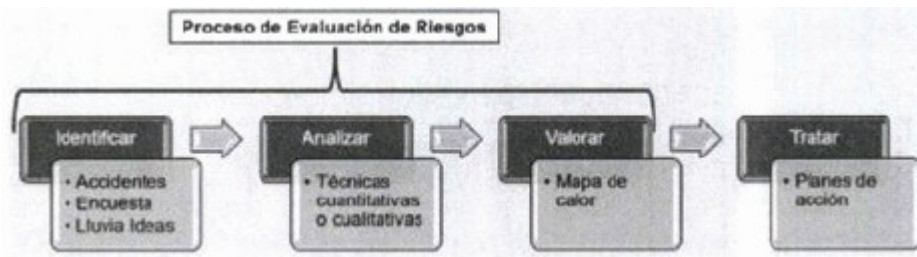 Proceso de Evaluación de Riesgos
Identificar
• Accidentes
• Encuesta
• Lluvia Ideas
Analizar
• Técnicas
cuantitativas
o cualitativas
Valorar
• Mapa de
calor
Tratar
• Planes de
acción